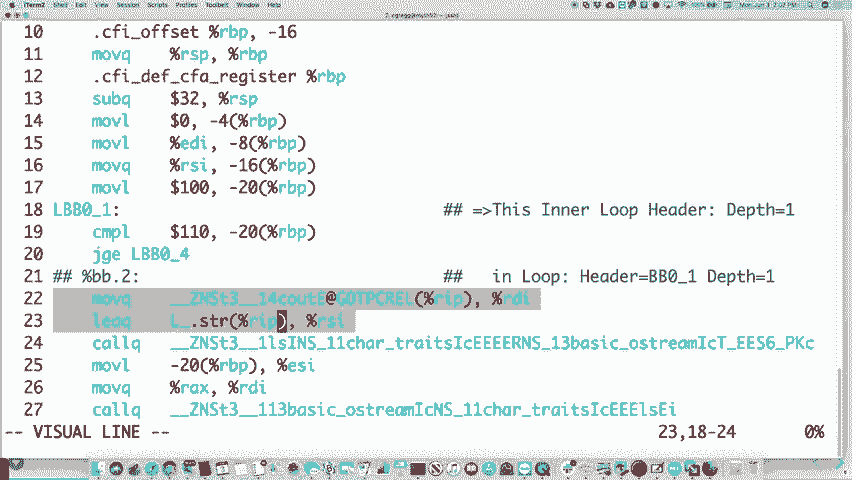 iTerm2 Shell Edit View Session Scripts Profiles Toolbelt Window Help
10 .cfi_offset %rbp, -16
11 movq %rsp, %rbp
12 .cfi_def_cfa_register %rbp
13 subq $32, %rsp
14 movl $0, -4(%rbp)
15 movl %edi, -8(%rbp)
16 movq %rsi, -16(%rbp)
17 movl $100, -20(%rbp)
18 LBB0_1: ## =>This Inner Loop Header: Depth=1
19 cmpl $110, -20(%rbp)
20 jge LBB0_4
21 ## %bb.2: ## in Loop: Header=BB0_1 Depth=1
22 movq __ZNSt3__14coutE@GOTPCREL(%rip), %rdi
23 leaq L_.str(%rip), %rsi
24 callq __ZNSt3__1lsINS_11char_traitsIcEEEERNS_13basic_ostreamIcT_EES6_PKc
25 movl -20(%rbp), %esi
26 movq %rax, %rdi
27 callq __ZNSt3__113basic_ostreamIcNS_11char_traitsIcEEElsEi
-- VISUAL LINE -- 23,18-24 0%